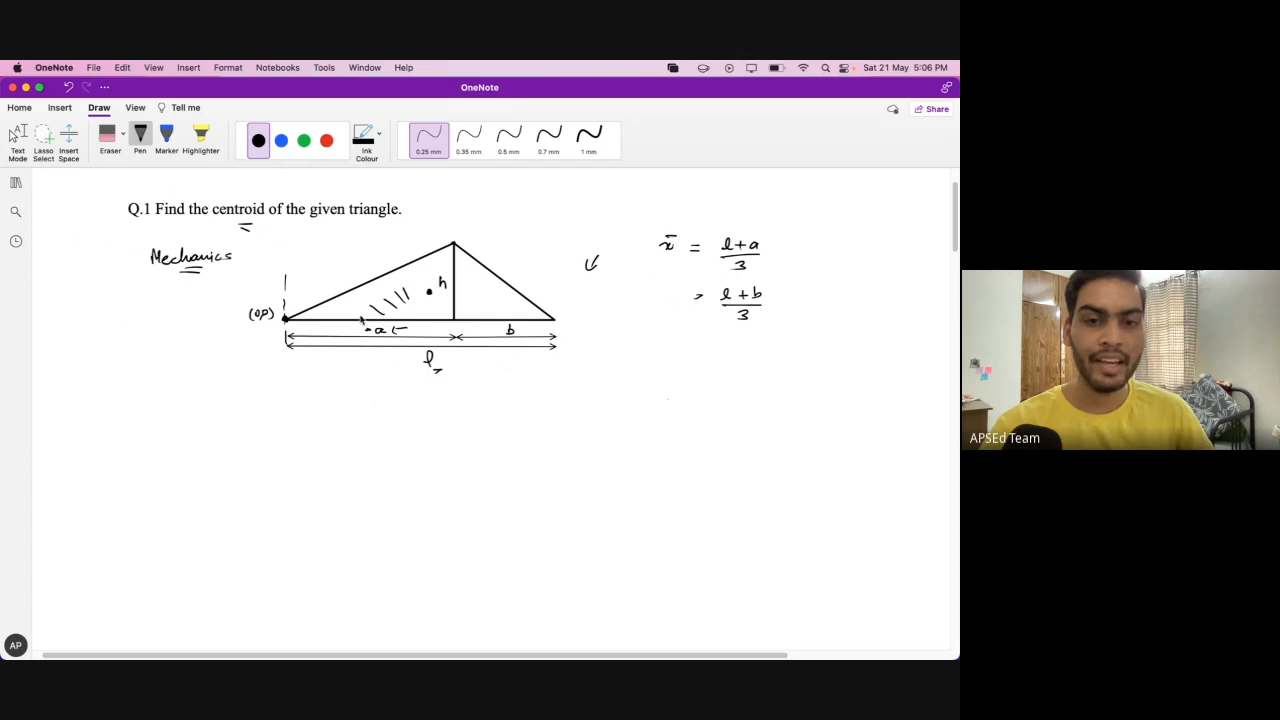 OneNote File Edit View Insert Format Notebooks Tools Window Help Sat 21 May 5:06 PM
OneNote
Home Insert Draw View Tell me Share
Text Mode Lasso Select Insert Space Eraser Pen Marker Highlighter Ink Colour 0.25 mm 0.35 mm 0.5 mm 0.7 mm 1 mm
Q.1 Find the centroid of the given triangle.
Mechanics
h
x̄ = l+a/3
= l+b/3
(0,0)
a b
l
APSEd Team
AP